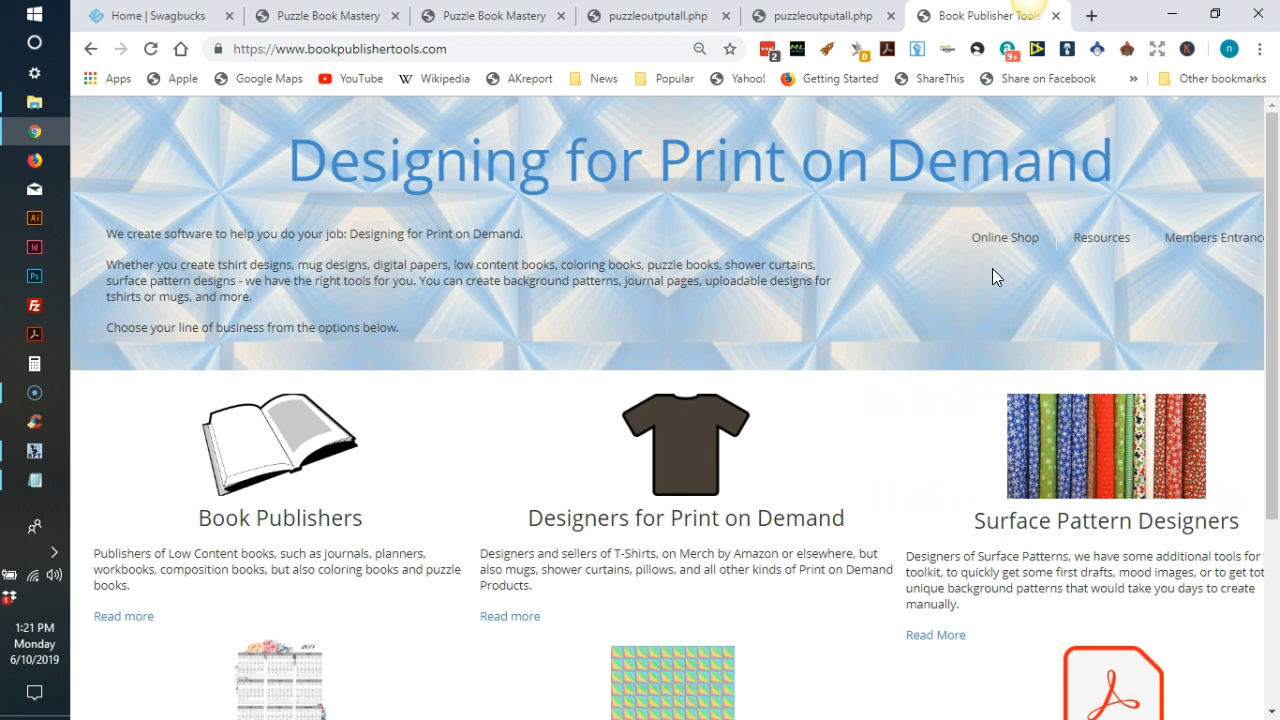 Home | Swagbucks
Puzzle Book Mastery
Puzzle Book Mastery
puzzleoutputall.php
puzzleoutputall.php
Book Publisher Tools
https://www.bookpublishertools.com
2
0
9+
n
Apps
Apple
Google Maps
YouTube
Wikipedia
AKreport
News
Popular
Yahoo!
Getting Started
ShareThis
Share on Facebook
»
Other bookmarks
Designing for Print on Demand
We create software to help you do your job: Designing for Print on Demand.
Online Shop
Resources
Members Entranc
Whether you create tshirt designs, mug designs, digital papers, low content books, coloring books, puzzle books, shower curtains,
surface pattern designs - we have the right tools for you. You can create background patterns, journal pages, uploadable designs for
tshirts or mugs, and more.
Choose your line of business from the options below.
Book Publishers
Publishers of Low Content books, such as journals, planners,
workbooks, composition books, but also coloring books and puzzle
books.
Read more
Designers for Print on Demand
Designers and sellers of T-Shirts, on Merch by Amazon or elsewhere, but
also mugs, shower curtains, pillows, and all other kinds of Print on Demand
Products.
Read more
Surface Pattern Designers
Designers of Surface Patterns, we have some additional tools for
toolkit, to quickly get some first drafts, mood images, or to get tot
unique background patterns that would take you days to create
manually.
Read More
Ai
Id
Ps
Fz
1
1:21 PM
Monday
6/10/2019